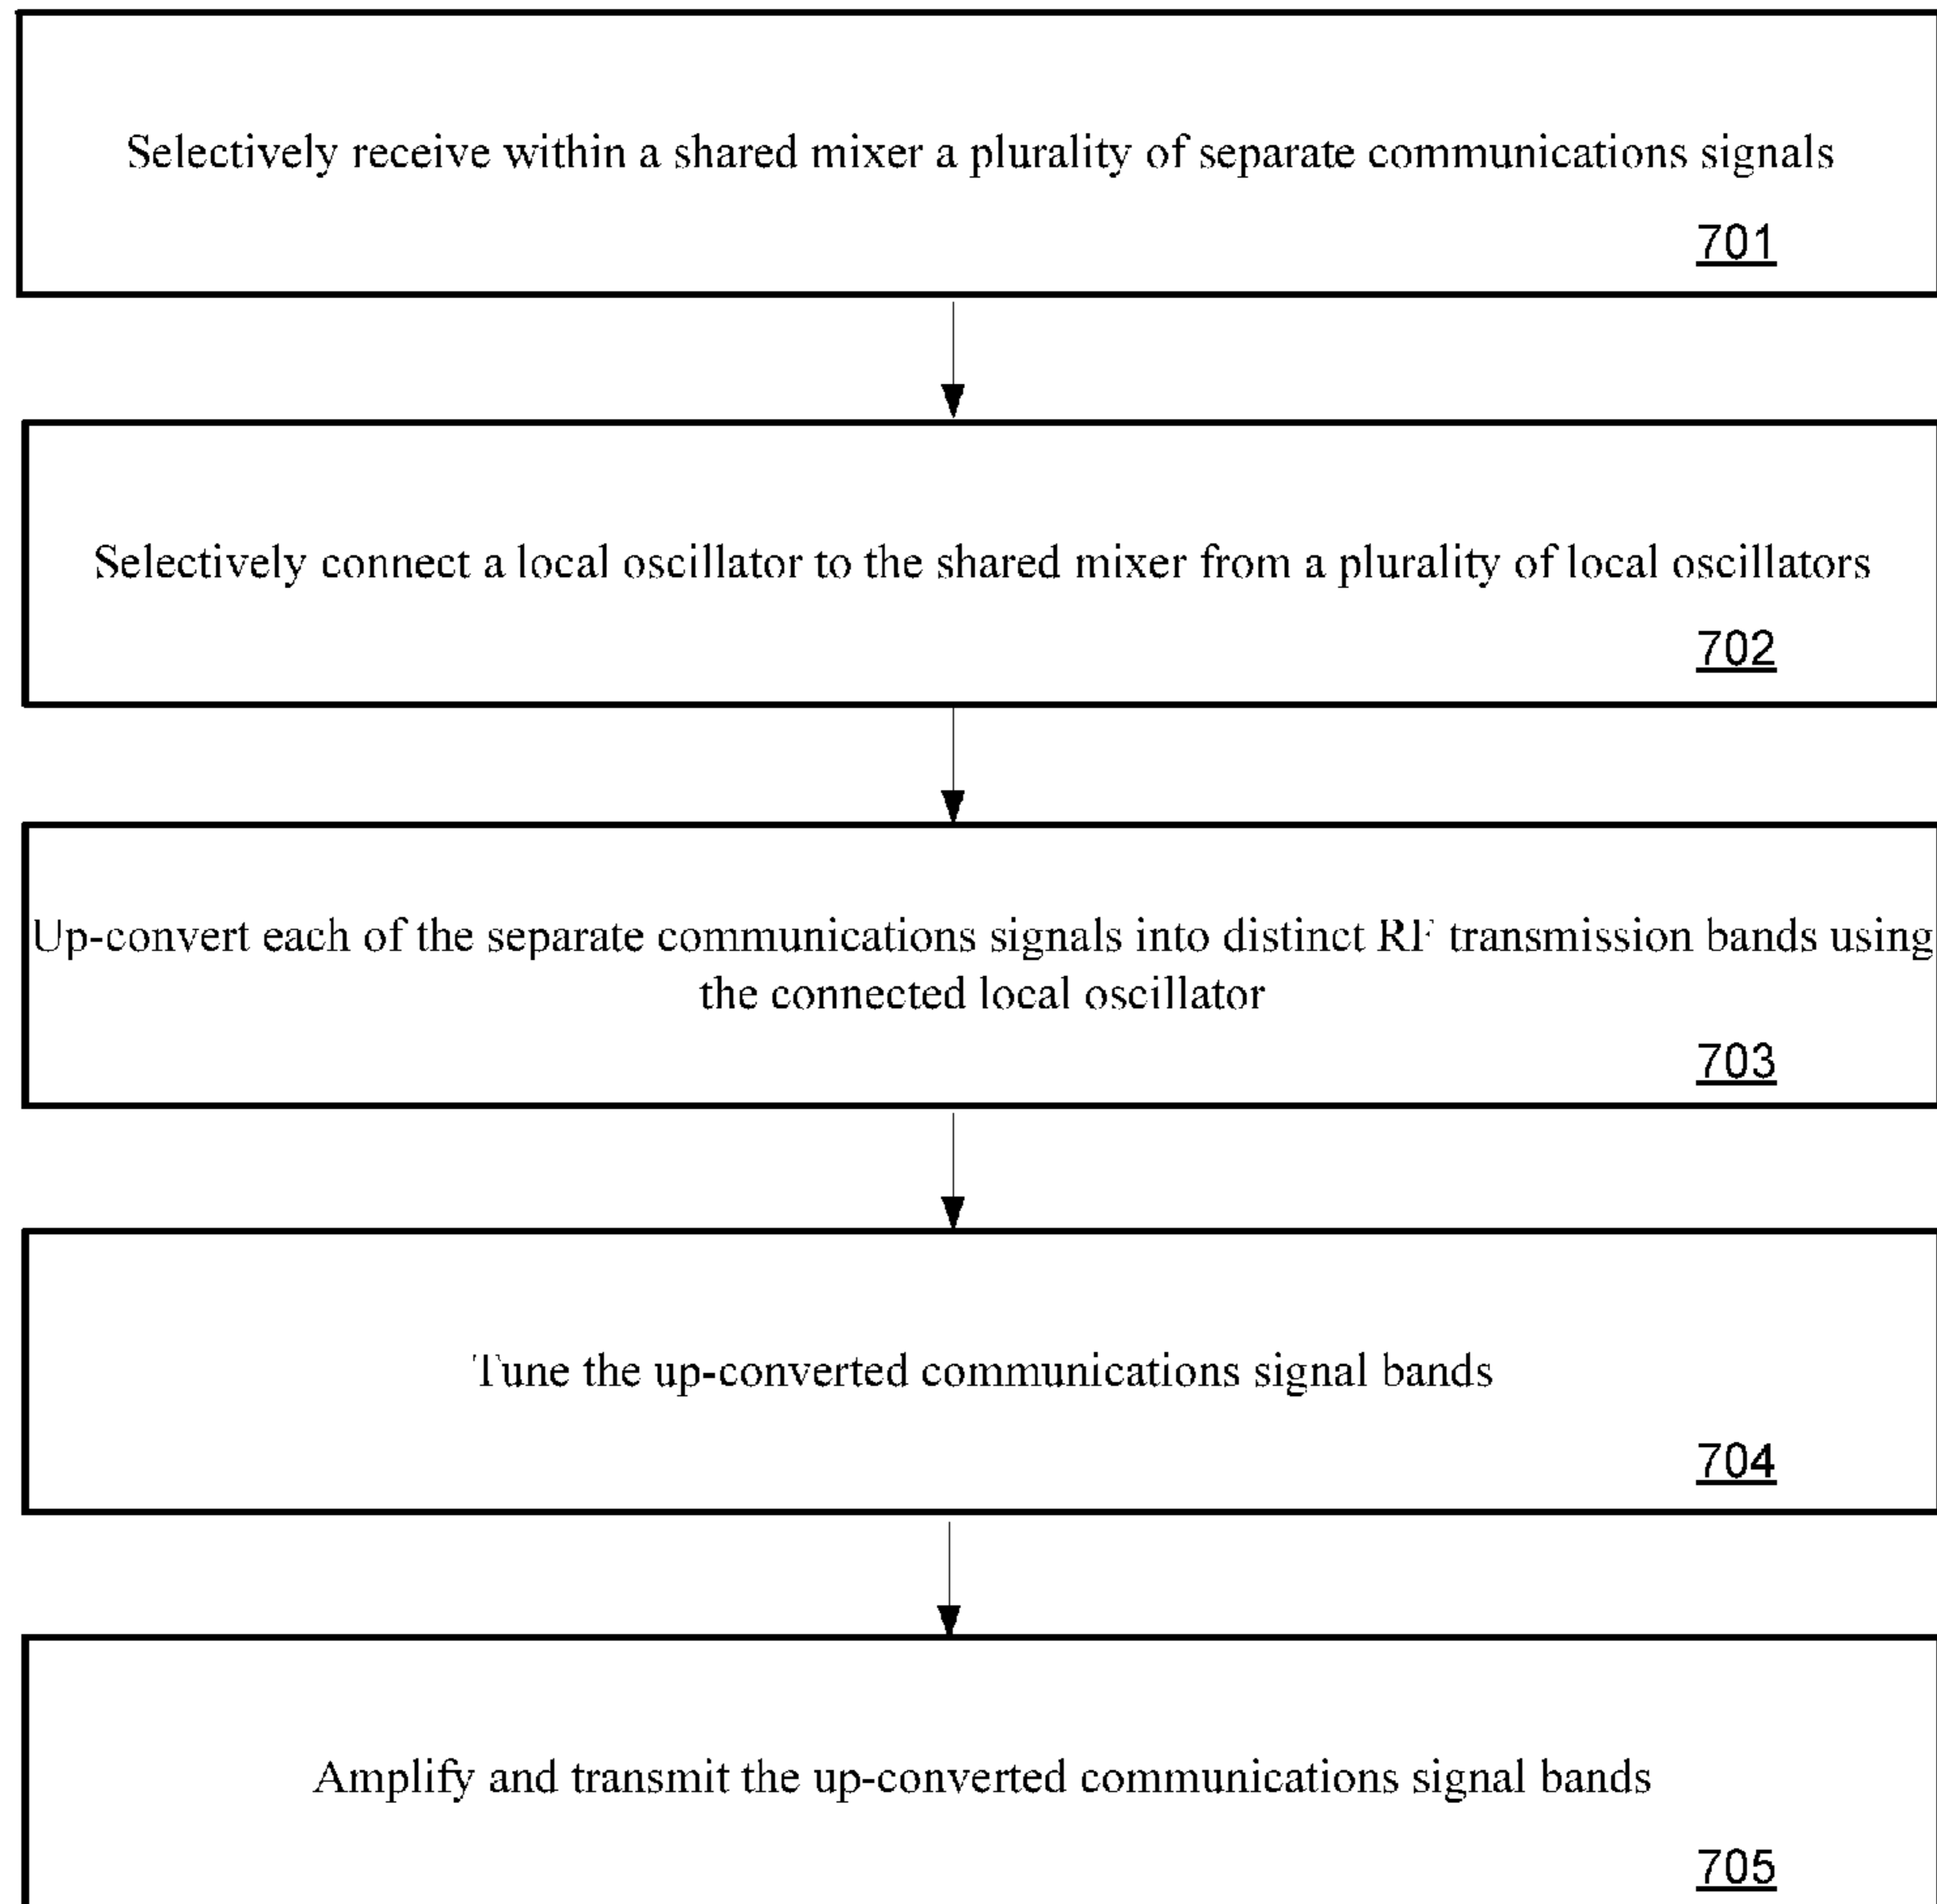 Selectively receive within a shared mixer a plurality of separate communications signals
701
Selectively connect a local oscillator to the shared mixer from a plurality of local oscillators
702
Up-convert each of the separate communications signals into distinct RF transmission bands using
the connected local oscillator
703
Tune the up-converted communications signal bands
704
Amplify and transmit the up-converted communications signal bands
705